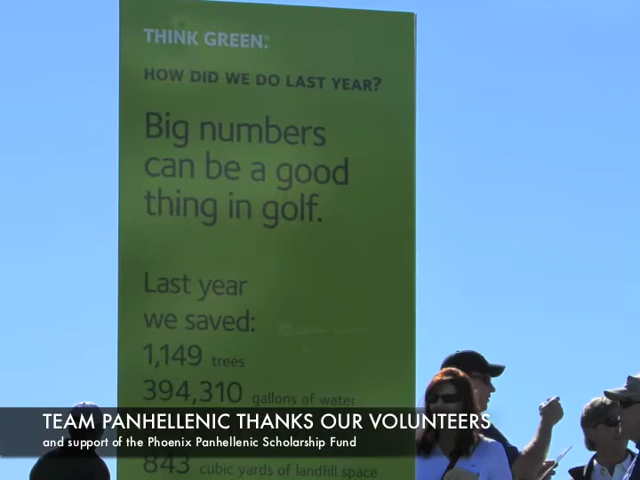 THINK GREEN.
HOW DID WE DO LAST YEAR?
Big numbers
can be a good
thing in golf.
Last year
we saved:
1,149 trees
394,310 gallons of water
TEAM PANHELLENIC THANKS OUR VOLUNTEERS
and support of the Phoenix Panhellenic Scholarship Fund
843 cubic yards of landfill space